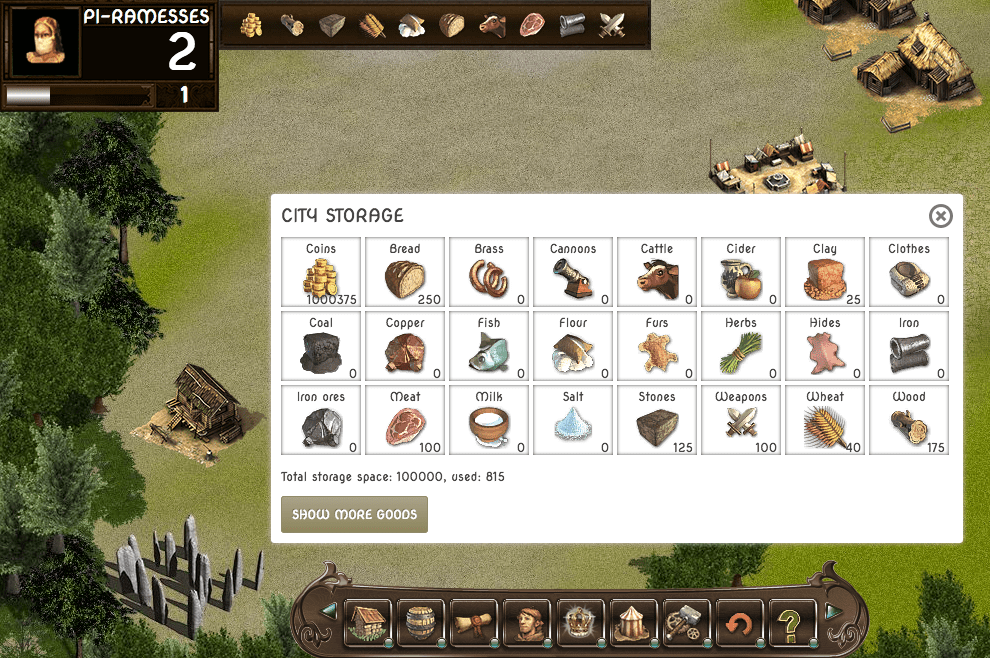 PI-RAMESSES
2
1
CITY STORAGE
Coins Bread Brass Cannons Cattle Cider Clay Clothes
1000375 250 0 0 0 0 25 0
Coal Copper Fish Flour Furs Herbs Hides Iron
0 0 0 0 0 0 0 0
Iron ores Meat Milk Salt Stones Weapons Wheat Wood
0 100 0 0 125 100 40 175
Total storage space: 100000, used: 815
SHOW MORE GOODS
?